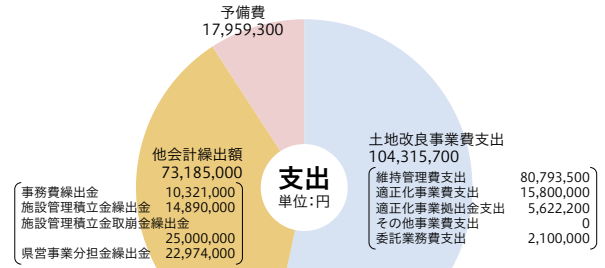 予備費
17,959,300
土地改良事業費支出
104,315,700
維持管理費支出 80,793,500
適正化事業費支出 15,800,000
適正化事業拠出金支出 5,622,200
その他事業費支出 0
委託業務費支出 2,100,000
支出
単位:円
他会計繰出額
73,185,000
事務費繰出金 10,321,000
施設管理積立金繰出金 14,890,000
施設管理積立金取崩金繰出金
25,000,000
県営事業分担金繰出金 22,974,000